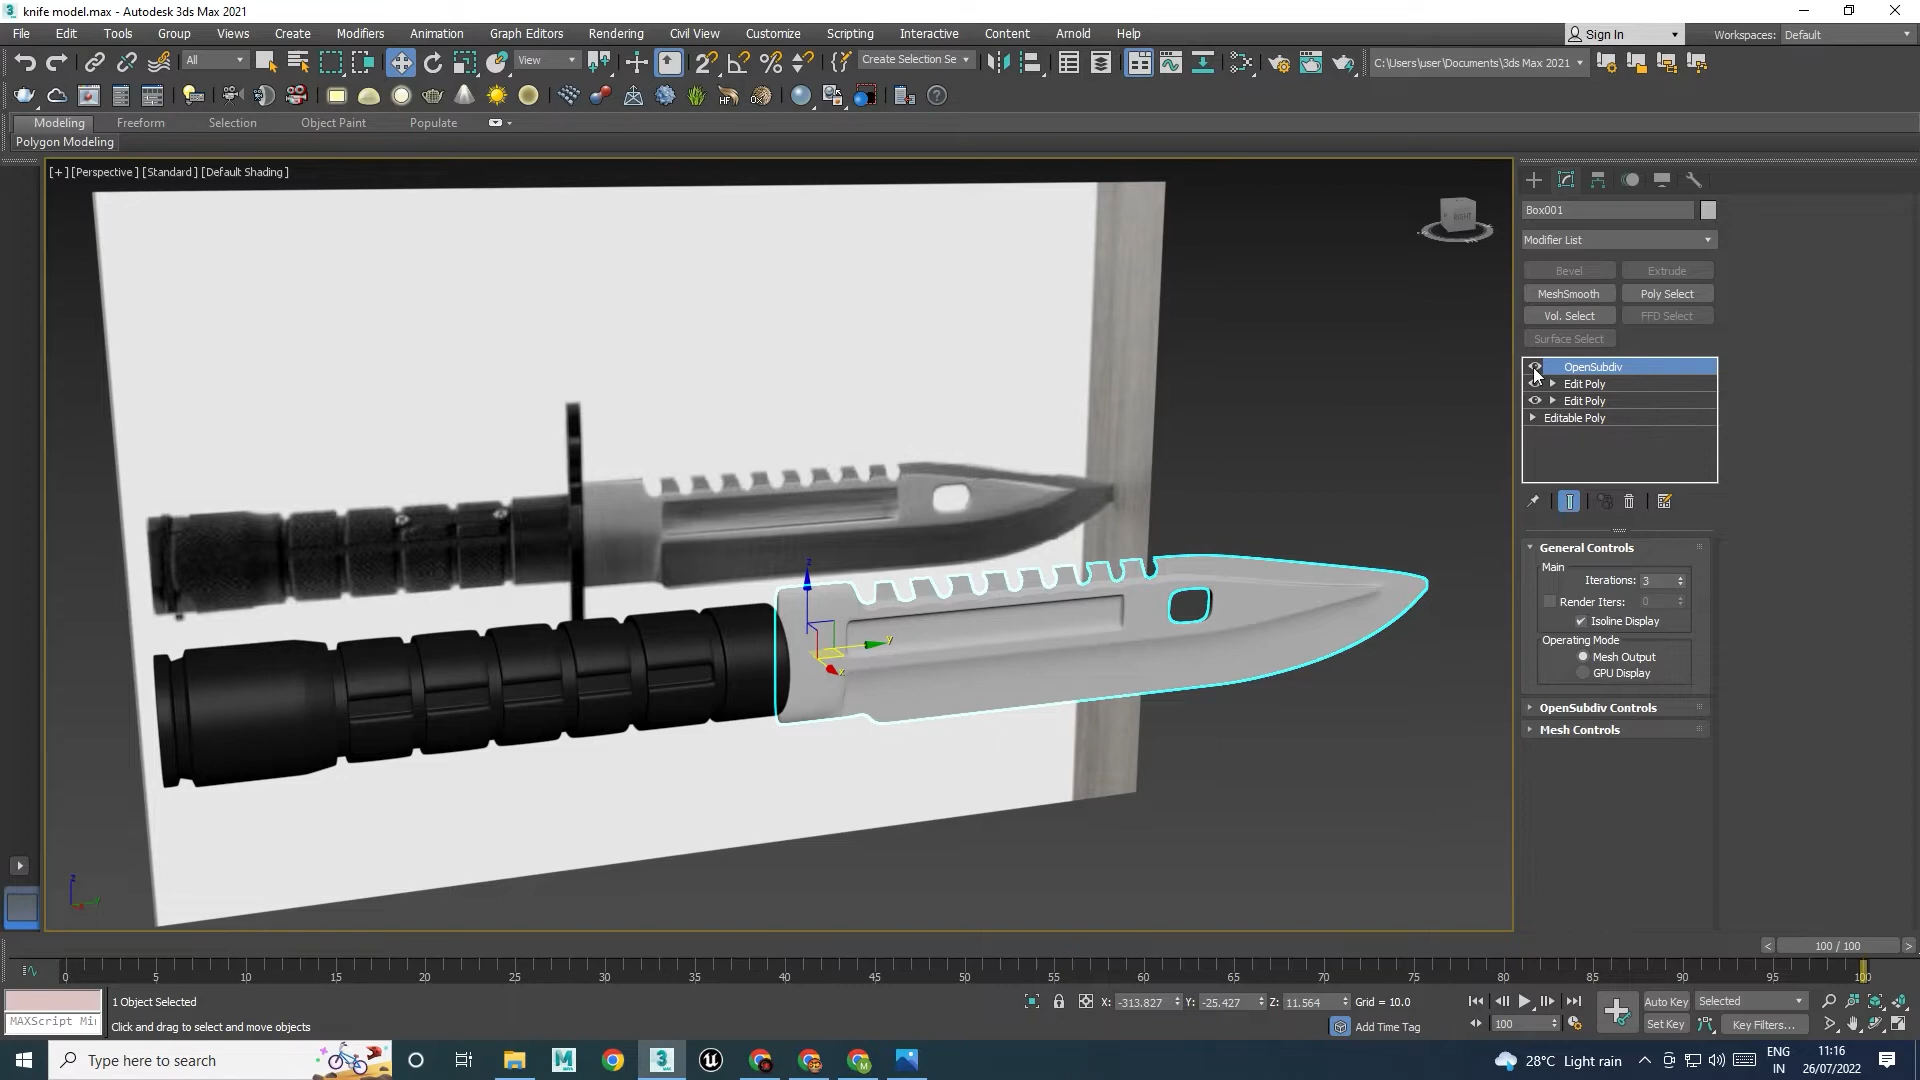 knife model.max - Autodesk 3ds Max 2021
File Edit Tools Group Views Create Modifiers Animation Graph Editors Rendering Civil View Customize Scripting Interactive Content Arnold Help
Sign In
Workspaces: Default
All
View
Create Selection Se
C:\Users\user\Documents\3ds Max 2021
Modeling Freeform Selection Object Paint Populate
Polygon Modeling
[+] [Perspective ] [Standard ] [Default Shading ]
RIGHT
Box001
Modifier List
Bevel Extrude
MeshSmooth Poly Select
Vol. Select FFD Select
Surface Select
OpenSubdiv
Edit Poly
Edit Poly
Editable Poly
General Controls
Main
Iterations: 3
Render Iters: 0
Isoline Display
Operating Mode
Mesh Output
GPU Display
OpenSubdiv Controls
Mesh Controls
z
y
x
z
< 100 / 100 >
0 5 10 15 20 25 30 35 40 45 50 55 60 65 70 75 80 85 90 95 100
1 Object Selected
X: -313.827 Y: -25.427 Z: 11.564 Grid = 10.0
Auto Key Selected
MAXScript Mi
Click and drag to select and move objects
Add Time Tag
100
Set Key Key Filters...
Type here to search
28°C Light rain
ENG
IN
11:16
26/07/2022